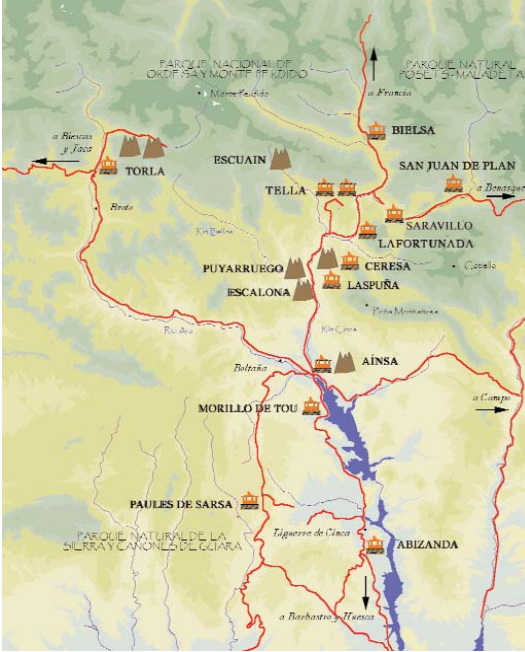 PARQUE NACIONAL DE
ORDESA Y MONTE PERDIDO
PARQUE NATURAL
POSETS-MALADETA
Monte Perdido
a Francia
a Biescas
y Jaca
BIELSA
ESCUAIN
TORLA
SAN JUAN DE PLAN
TELLA
a Benasque
Broto
SARAVILLO
Río Bellos
LAFORTUNADA
PUYARRUEGO
CERESA
ESCALONA
LASPUÑA
Peña Montañesa
Río Ara
Río Cinca
Boltaña
AÍNSA
a Campo
MORILLO DE TOU
PAULES DE SARSA
PARQUE NATURAL DE LA
SIERRA Y CAÑONES DE GUARA
Liguerre de Cinca
ABIZANDA
a Barbastro y Huesca